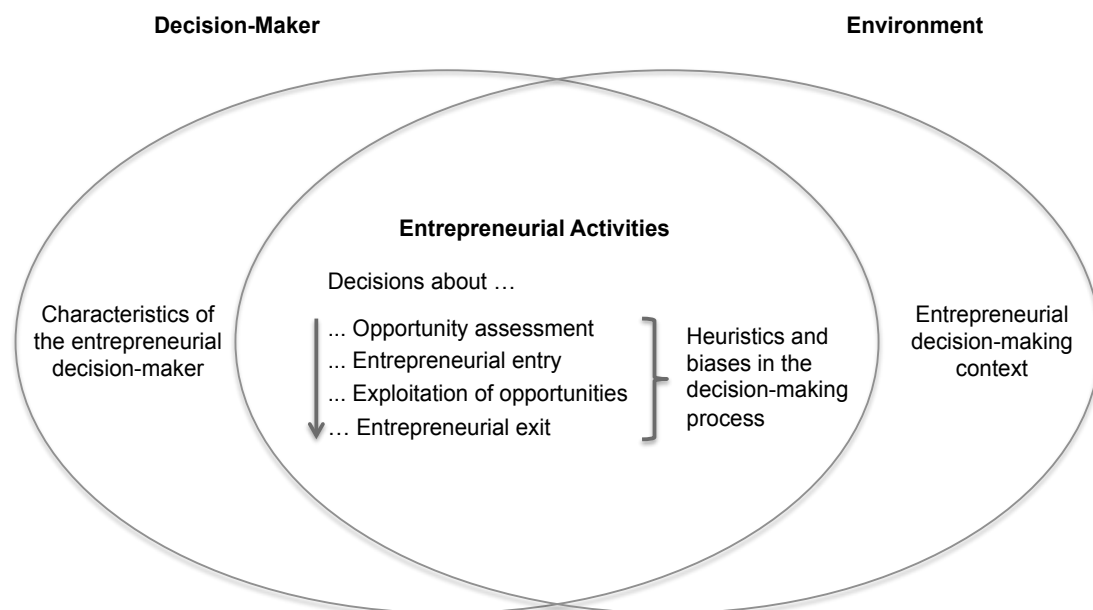 Decision-Maker
Environment
Entrepreneurial Activities
Decisions about …
Characteristics of
the entrepreneurial
decision-maker
... Opportunity assessment
... Entrepreneurial entry
... Exploitation of opportunities
… Entrepreneurial exit
Heuristics and
biases in the
decision-making
process
Entrepreneurial
decision-making
context